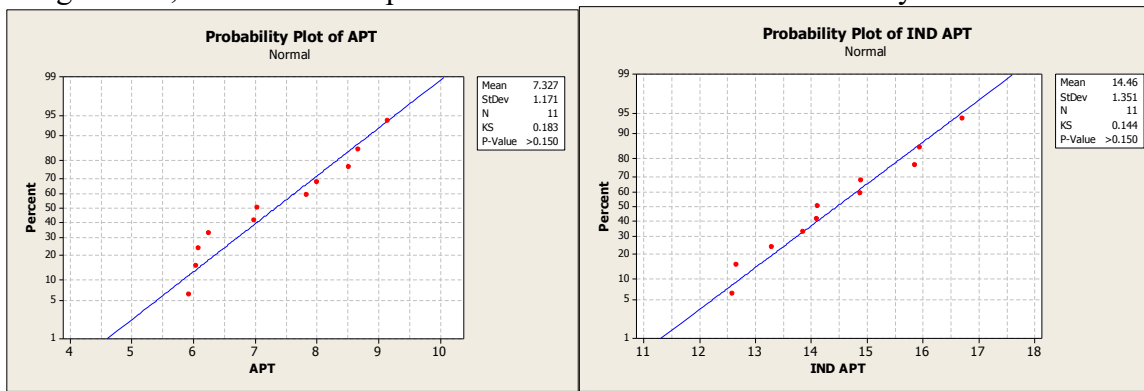 Probability Plot of APT
Normal
99
95
90
80
70
60
50
40
30
20
10
5
1
Percent
4 5 6 7 8 9 10
APT
Mean 7.327
StDev 1.171
N 11
KS 0.183
P-Value >0.150
Probability Plot of IND APT
Normal
99
95
90
80
70
60
50
40
30
20
10
5
1
Percent
11 12 13 14 15 16 17 18
IND APT
Mean 14.46
StDev 1.351
N 11
KS 0.144
P-Value >0.150